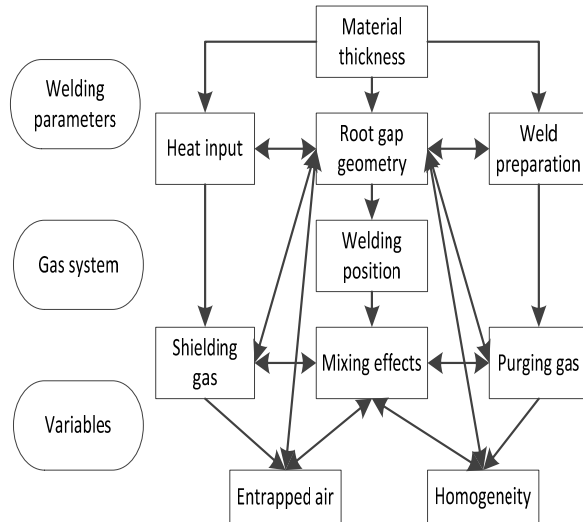 Material
thickness
Welding
parameters
Heat input
Root gap
geometry
Weld
preparation
Gas system
Welding
position
Shielding
gas
Mixing effects
Purging gas
Variables
Entrapped air
Homogeneity